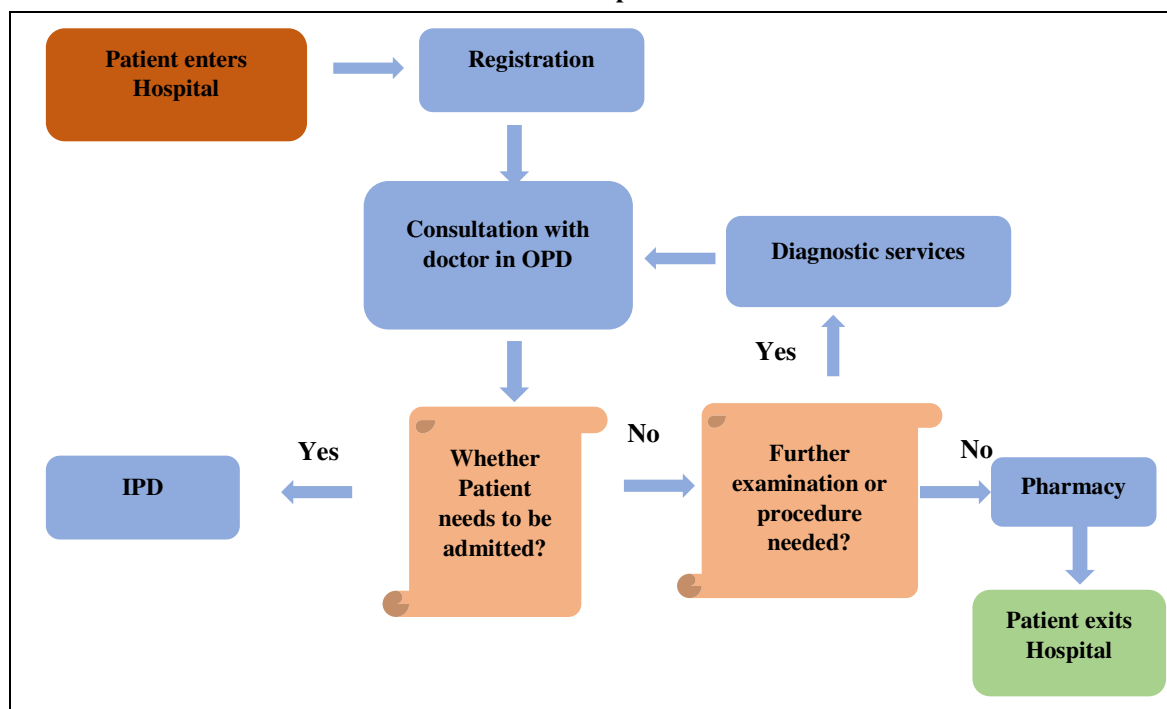 Patient enters
Hospital
Registration
Consultation with
doctor in OPD
Diagnostic services
Yes
Whether
Patient
needs to be
admitted?
Yes
IPD
No
Further
examination or
procedure
needed?
No
Pharmacy
Patient exits
Hospital